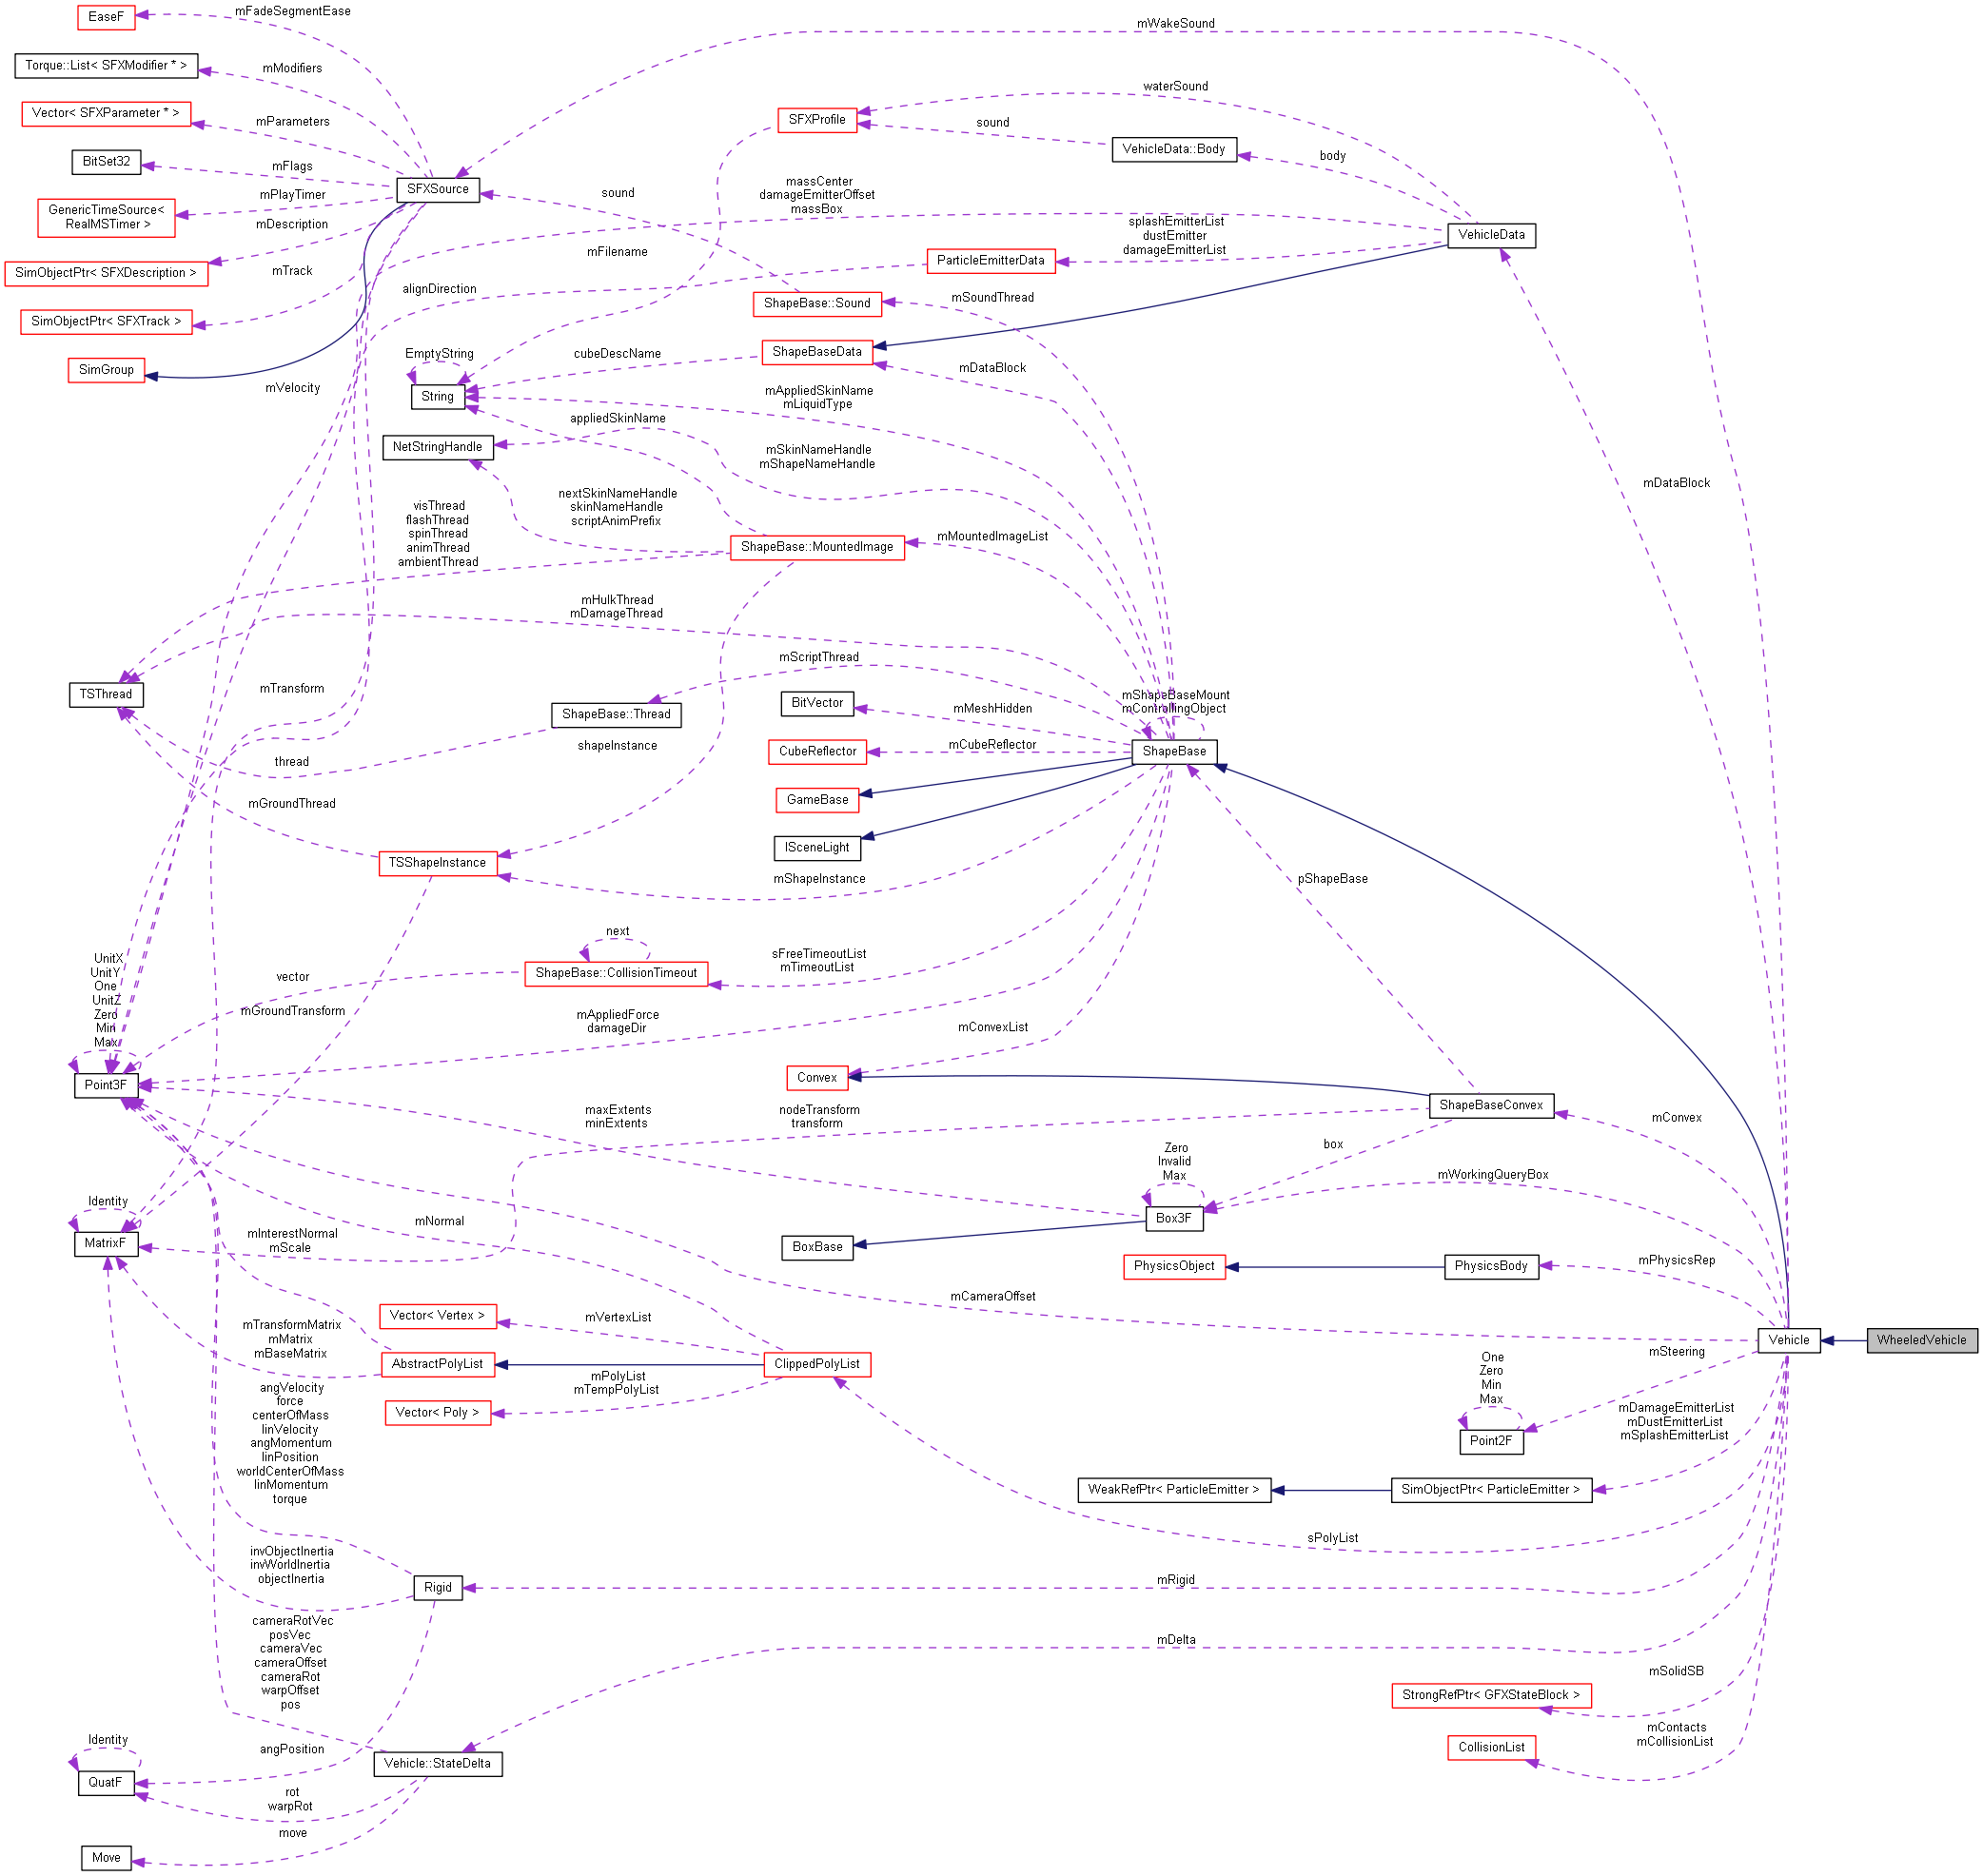 EaseF
mFadeSegmentEase
mWakeSound
Torque::List< SFXModifier * >
mModifiers
waterSound
Vector< SFXParameter * >
mParameters
SFXProfile
sound
VehicleData::Body
body
BitSet32
mFlags
SFXSource
mPlayTimer
GenericTimeSource<
RealMSTimer >
mDescription
sound
massCenter
damageEmitterOffset
massBox
splashEmitterList
dustEmitter
damageEmitterList
VehicleData
SimObjectPtr< SFXDescription >
mTrack
mFilename
ParticleEmitterData
alignDirection
ShapeBase::Sound
mSoundThread
SimObjectPtr< SFXTrack >
SimGroup
EmptyString
String
cubeDescName
ShapeBaseData
mDataBlock
mVelocity
mAppliedSkinName
mLiquidType
appliedSkinName
NetStringHandle
mSkinNameHandle
mShapeNameHandle
mDataBlock
visThread
flashThread
spinThread
animThread
ambientThread
nextSkinNameHandle
skinNameHandle
scriptAnimPrefix
ShapeBase::MountedImage
mMountedImageList
mHulkThread
mDamageThread
mScriptThread
TSThread
mTransform
ShapeBase::Thread
BitVector
mMeshHidden
mShapeBaseMount
mControllingObject
shapeInstance
thread
CubeReflector
mCubeReflector
ShapeBase
mGroundThread
GameBase
ISceneLight
TSShapeInstance
mShapeInstance
pShapeBase
next
ShapeBase::CollisionTimeout
sFreeTimeoutList
mTimeoutList
UnitX
UnitY
One
UnitZ
Zero
Min
Max
vector
mGroundTransform
mAppliedForce
damageDir
mConvexList
Point3F
Convex
maxExtents
minExtents
nodeTransform
transform
ShapeBaseConvex
mConvex
box
Zero
Invalid
Max
mWorkingQueryBox
Identity
MatrixF
mInterestNormal
mScale
mNormal
Box3F
BoxBase
PhysicsObject
PhysicsBody
mPhysicsRep
mCameraOffset
Vector< Vertex >
mVertexList
mTransformMatrix
mMatrix
mBaseMatrix
AbstractPolyList
ClippedPolyList
Vehicle
WheeledVehicle
mSteering
One
Zero
Min
Max
mPolyList
mTempPolyList
Vector< Poly >
Point2F
mDamageEmitterList
mDustEmitterList
mSplashEmitterList
angVelocity
force
centerOfMass
linVelocity
angMomentum
linPosition
worldCenterOfMass
linMomentum
torque
WeakRefPtr< ParticleEmitter >
SimObjectPtr< ParticleEmitter >
sPolyList
invObjectInertia
invWorldInertia
objectInertia
Rigid
mRigid
cameraRotVec
posVec
cameraVec
cameraOffset
cameraRot
warpOffset
pos
mDelta
mSolidSB
StrongRefPtr< GFXStateBlock >
mContacts
mCollisionList
CollisionList
Identity
QuatF
angPosition
Vehicle::StateDelta
rot
warpRot
move
Move